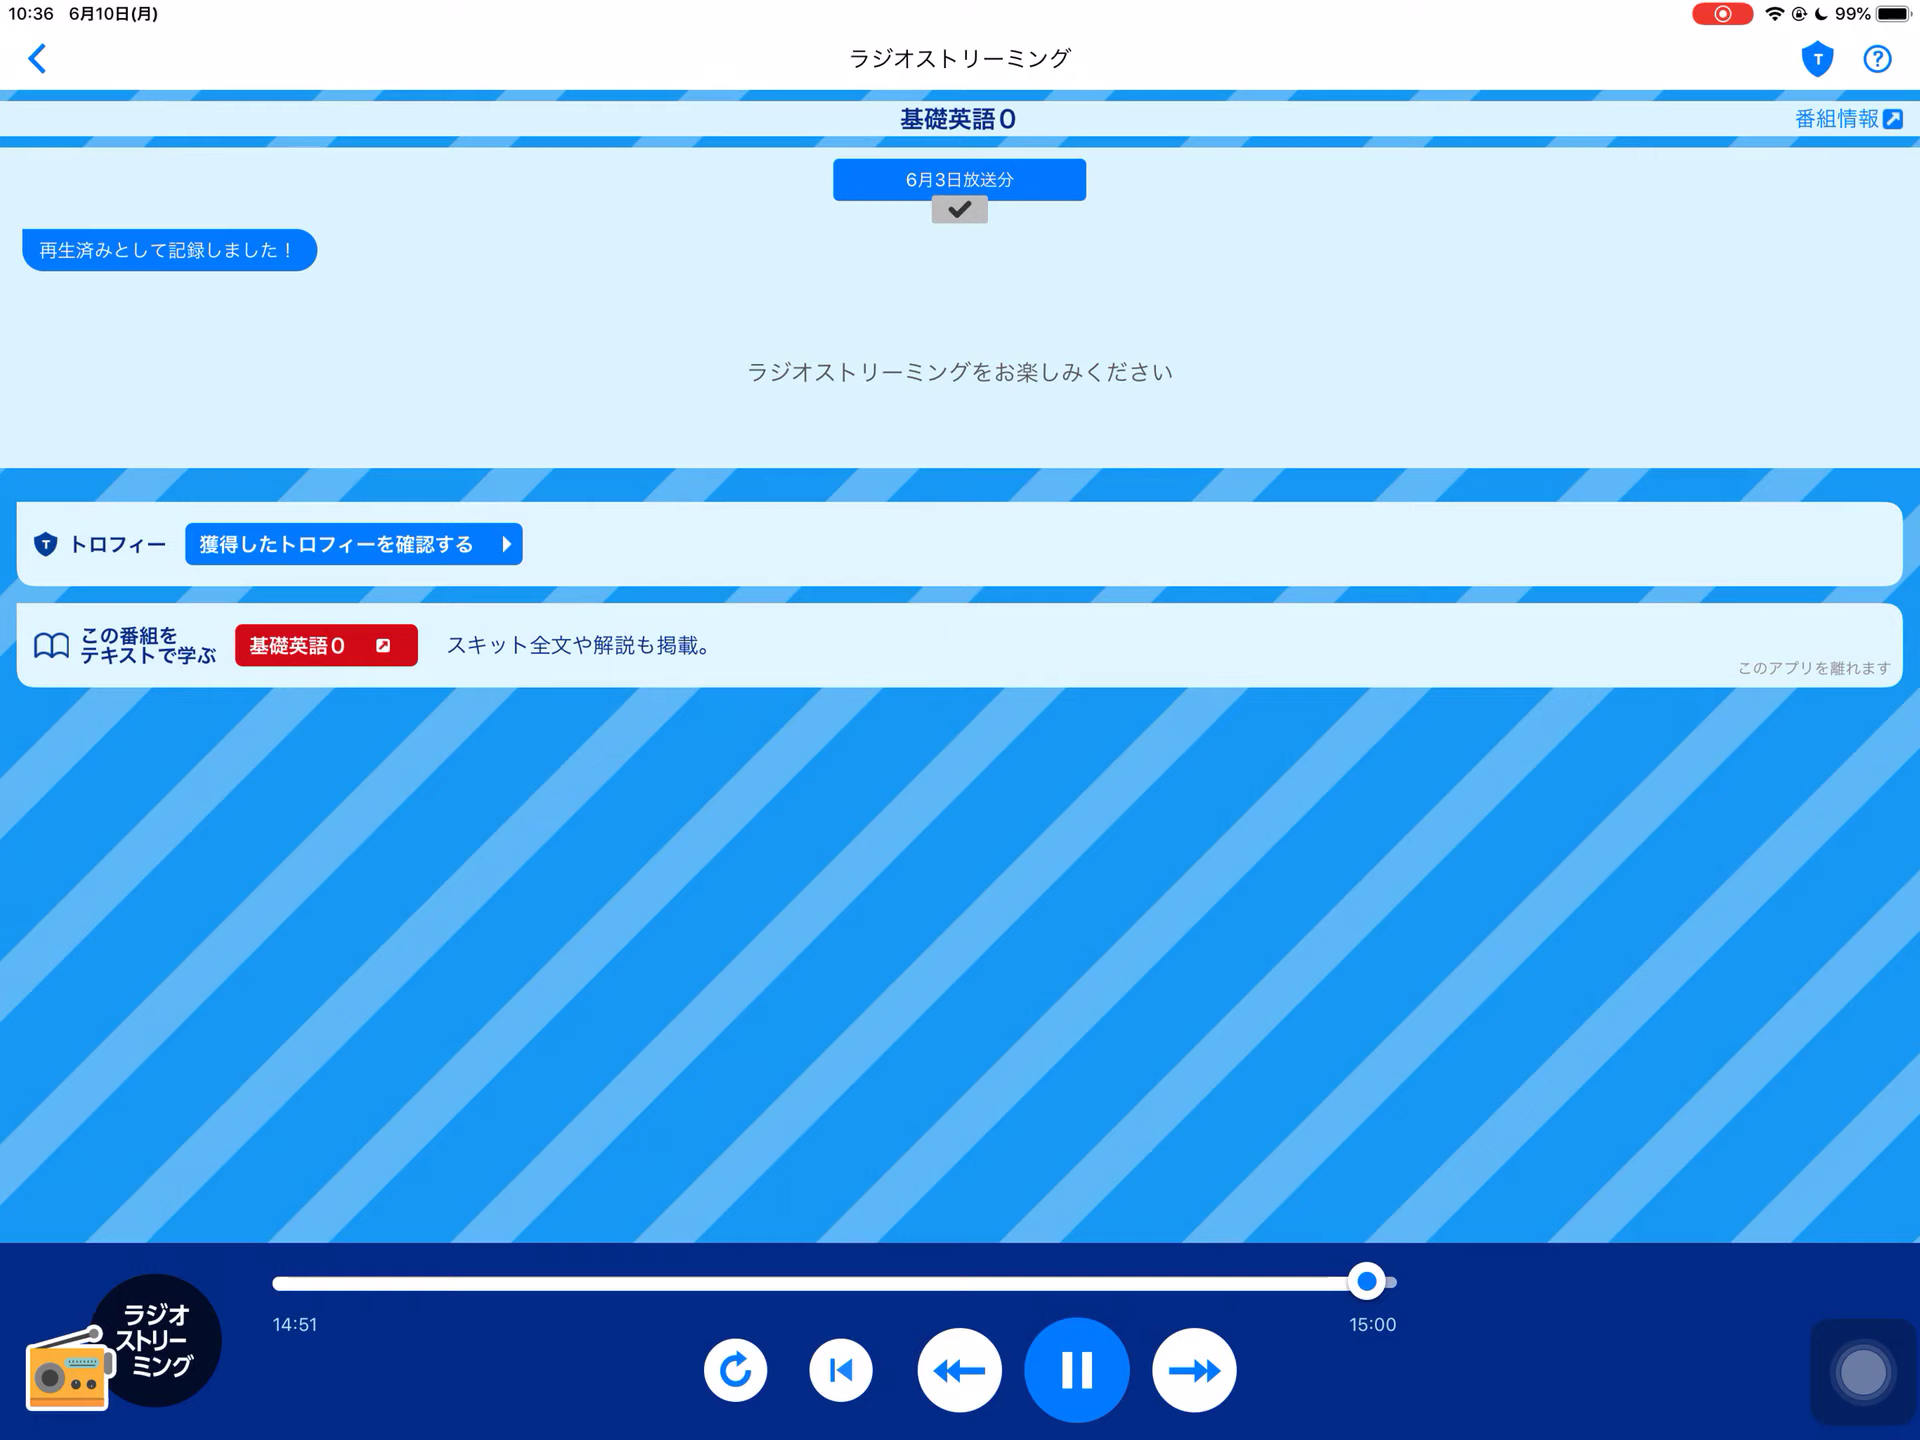 10:36 6月10日(月)
99%
ラジオストリーミング
T
?
基礎英語０
番組情報
6月3日放送分
再生済みとして記録しました！
ラジオストリーミングをお楽しみください
T トロフィー 獲得したトロフィーを確認する
この番組を
テキストで学ぶ
基礎英語０
スキット全文や解説も掲載。
このアプリを離れます
ラジオ
ストリー
ミング
14:51
15:00